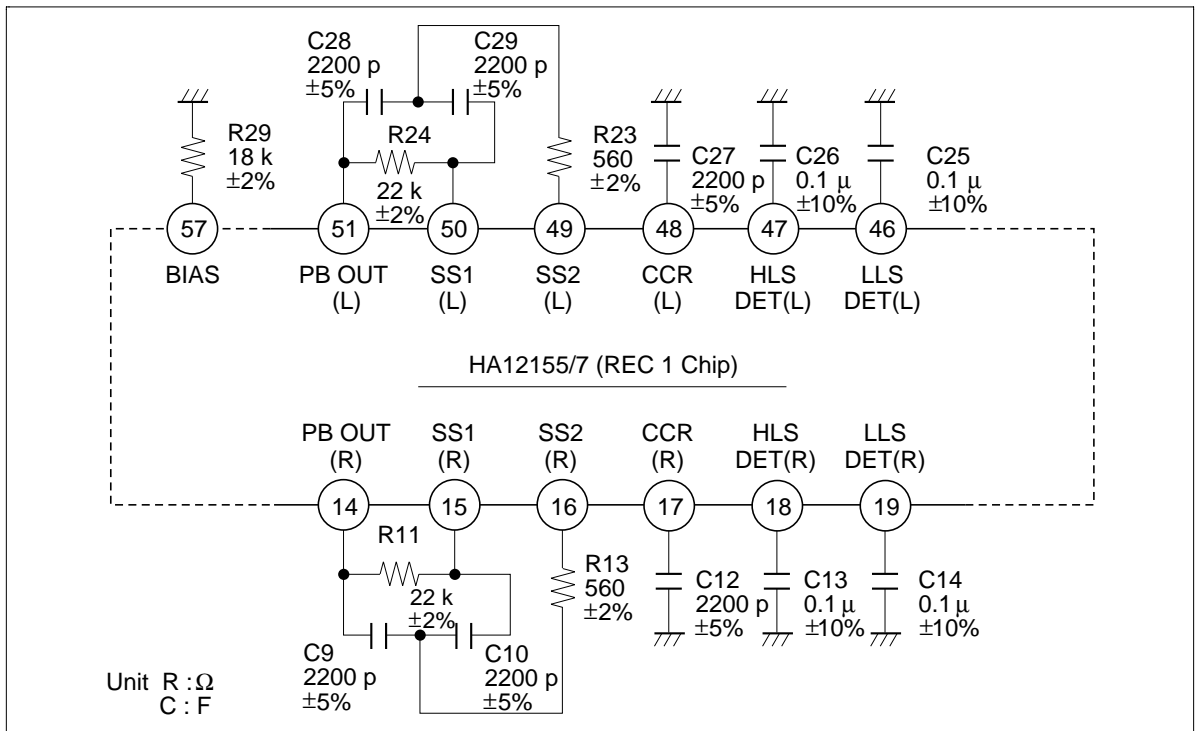 C28
2200 p
±5%
C29
2200 p
±5%
R29
18 k
±2%
R24
22 k
±2%
R23
560
±2%
C27
2200 p
±5%
C26
0.1 µ
±10%
C25
0.1 µ
±10%
57
51
50
49
48
47
46
BIAS
PB OUT
(L)
SS1
(L)
SS2
(L)
CCR
(L)
HLS
DET(L)
LLS
DET(L)
HA12155/7 (REC 1 Chip)
PB OUT
(R)
SS1
(R)
SS2
(R)
CCR
(R)
HLS
DET(R)
LLS
DET(R)
14
15
16
17
18
19
R11
22 k
±2%
R13
560
±2%
C12
2200 p
±5%
C13
0.1 µ
±10%
C14
0.1 µ
±10%
C9
2200 p
±5%
C10
2200 p
±5%
Unit R : Ω
C : F